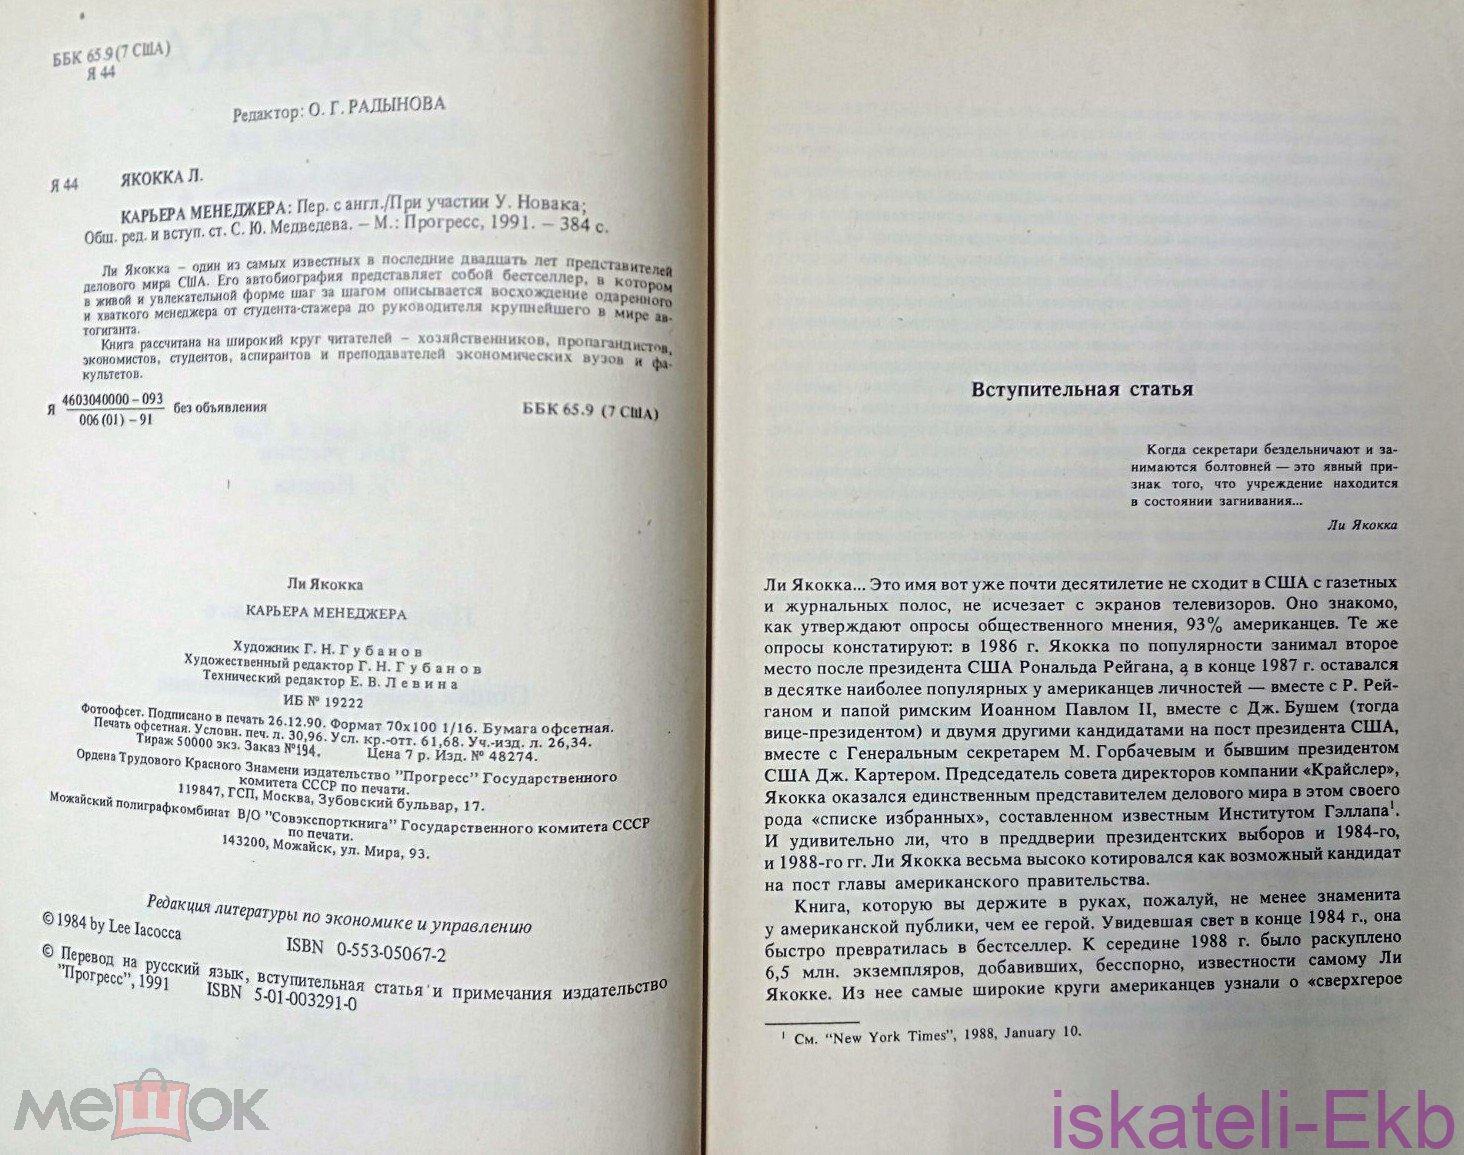 ББК 65.9 (7 США)
Я 44
Редактор: О. Г. РАДЫНОВА
Я 44 ЯКОККА Л.
КАРЬЕРА МЕНЕДЖЕРА: Пер. с англ./При участии У. Новака;
Общ. ред. и вступ. ст. С. Ю. Медведева. – М.: Прогресс, 1991. – 384 с.
Ли Якокка – один из самых известных в последние двадцать лет представителей
делового мира США. Его автобиография представляет собой бестселлер, в котором
в живой и увлекательной форме шаг за шагом описывается восхождение одаренного
и хваткого менеджера от студента-стажера до руководителя крупнейшего в мире ав-
тогиганта.
Книга рассчитана на широкий круг читателей – хозяйственников, пропагандистов,
экономистов, студентов, аспирантов и преподавателей экономических вузов и фа-
культетов.
Я 4603040000 – 093 без объявления ББК 65.9 (7 США)
006 (01) – 91
Ли Якокка
КАРЬЕРА МЕНЕДЖЕРА
Художник Г. Н. Губанов
Художественный редактор Г. Н. Губанов
Технический редактор Е. В. Левина
ИБ № 19222
Фотоофсет. Подписано в печать 26.12.90. Формат 70х100 1/16. Бумага офсетная.
Печать офсетная. Условн. печ. л. 30,96. Усл. кр.-отт. 61,68. Уч.-изд. л. 26,34.
Тираж 50000 экз. Заказ №194. Цена 7 р. Изд. № 48274.
Ордена Трудового Красного Знамени издательство "Прогресс" Государственного
комитета СССР по печати.
119847, ГСП, Москва, Зубовский бульвар, 17.
Можайский полиграфкомбинат В/О "Совэкспорткнига" Государственного комитета СССР
по печати.
143200, Можайск, ул. Мира, 93.
Редакция литературы по экономике и управлению
© 1984 by Lee Iacocca
ISBN 0-553-05067-2
© Перевод на русский язык, вступительная статья и примечания издательство
"Прогресс", 1991 ISBN 5-01-003291-0
мешок
Вступительная статья
Когда секретари бездельничают и за-
нимаются болтовней — это явный при-
знак того, что учреждение находится
в состоянии загнивания...
Ли Якокка
Ли Якокка... Это имя вот уже почти десятилетие не сходит в США с газетных
и журнальных полос, не исчезает с экранов телевизоров. Оно знакомо,
как утверждают опросы общественного мнения, 93% американцев. Те же
опросы констатируют: в 1986 г. Якокка по популярности занимал второе
место после президента США Рональда Рейгана, а в конце 1987 г. оставался
в десятке наиболее популярных у американцев личностей — вместе с Р. Рей-
ганом и папой римским Иоанном Павлом II, вместе с Дж. Бушем (тогда
вице-президентом) и двумя другими кандидатами на пост президента США,
вместе с Генеральным секретарем М. Горбачевым и бывшим президентом
США Дж. Картером. Председатель совета директоров компании «Крайслер»,
Якокка оказался единственным представителем делового мира в этом своего
рода «списке избранных», составленном известным Институтом Гэллапа¹.
И удивительно ли, что в преддверии президентских выборов и 1984-го,
и 1988-го гг. Ли Якокка весьма высоко котировался как возможный кандидат
на пост главы американского правительства.
Книга, которую вы держите в руках, пожалуй, не менее знаменита
у американской публики, чем ее герой. Увидевшая свет в конце 1984 г., она
быстро превратилась в бестселлер. К середине 1988 г. было раскуплено
6,5 млн. экземпляров, добавивших, бесспорно, известности самому Ли
Якокке. Из нее самые широкие круги американцев узнали о «сверхгерое
¹ См. "New York Times", 1988, January 10.
iskateli-Ekb